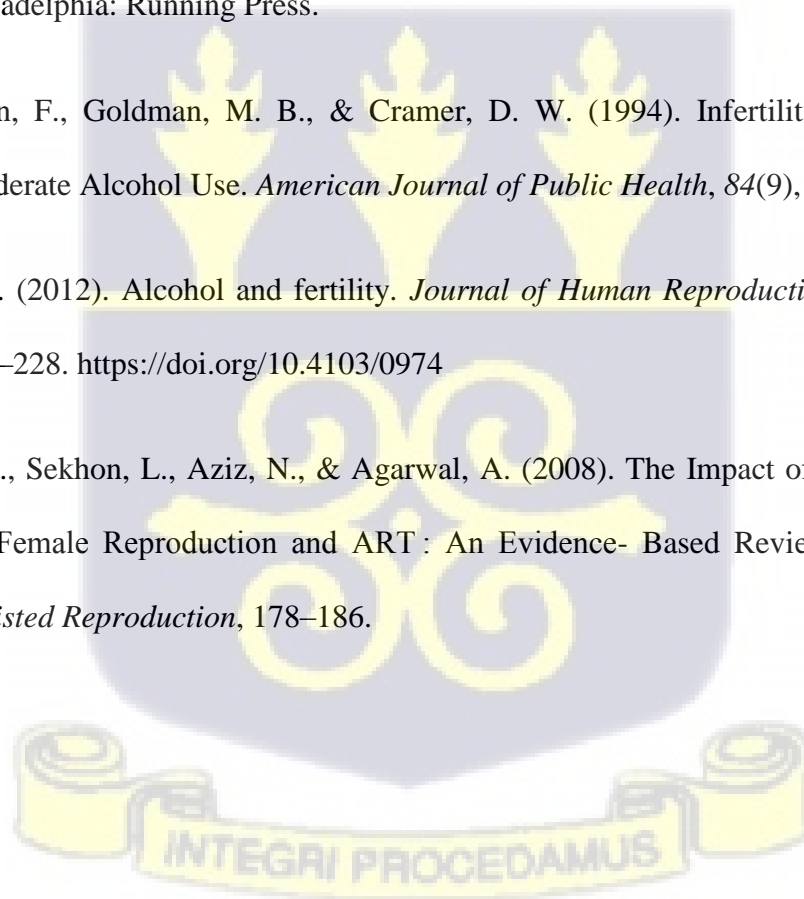 adelphia: Running Press.
n, F., Goldman, M. B., & Cramer, D. W. (1994). Infertilit
derate Alcohol Use. American Journal of Public Health, 84(9),
. (2012). Alcohol and fertility. Journal of Human Reproducti
–228. https://doi.org/10.4103/0974
., Sekhon, L., Aziz, N., & Agarwal, A. (2008). The Impact of
Female Reproduction and ART : An Evidence- Based Revie
isted Reproduction, 178–186.
INTEGRI PROCEDAMUS